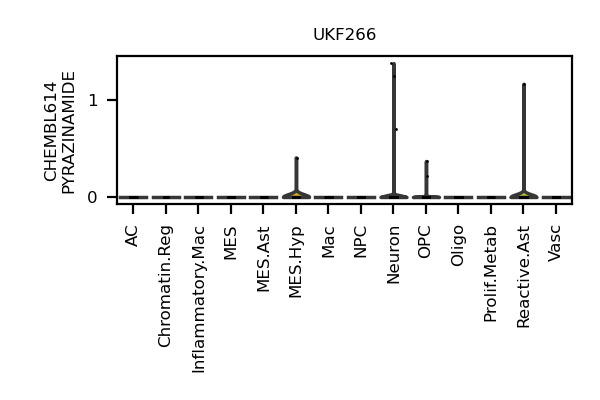 UKF266
CHEMBL614
PYRAZINAMIDE
1
0
AC
Chromatin.Reg
Inflammatory.Mac
MES
MES.Ast
MES.Hyp
Mac
NPC
Neuron
OPC
Oligo
Prolif.Metab
Reactive.Ast
Vasc